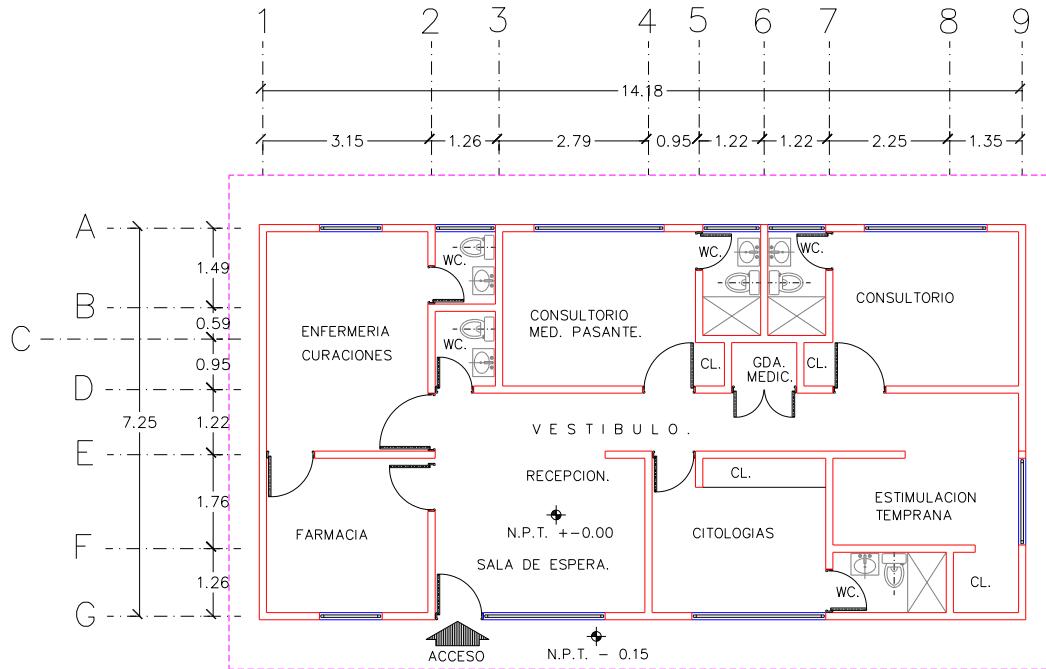 1 2 3 4 5 6 7 8 9
14.18
3.15 1.26 2.79 0.95 1.22 1.22 2.25 1.35
A
B
C
D
E
F
G
1.49
0.59
0.95
1.22
1.76
1.26
7.25
WC.
WC.
WC.
WC.
ENFERMERIA
CURACIONES
CONSULTORIO
MED. PASANTE.
CONSULTORIO
CL.
GDA.
MEDIC.
CL.
VESTIBULO.
RECEPCION.
CL.
ESTIMULACION
TEMPRANA
FARMACIA
N.P.T. +-0.00
CITOLOGIAS
SALA DE ESPERA.
WC.
CL.
ACCESO
N.P.T. - 0.15